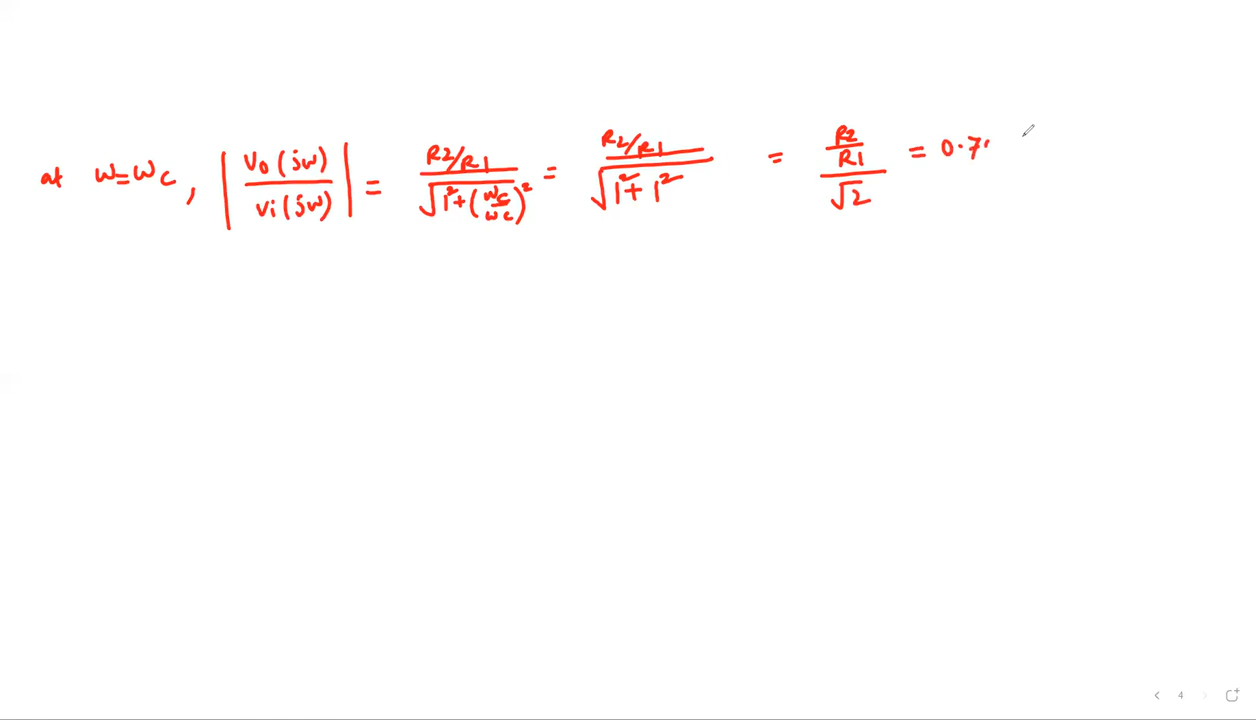 at ω=ωc, |Vo(jω)/Vi(jω)| = (R2/R1)/√(1²+(ωc/ωc)²) = (R2/R1)/√(1²+1²) = (R2/R1)/√2 = 0.7
4